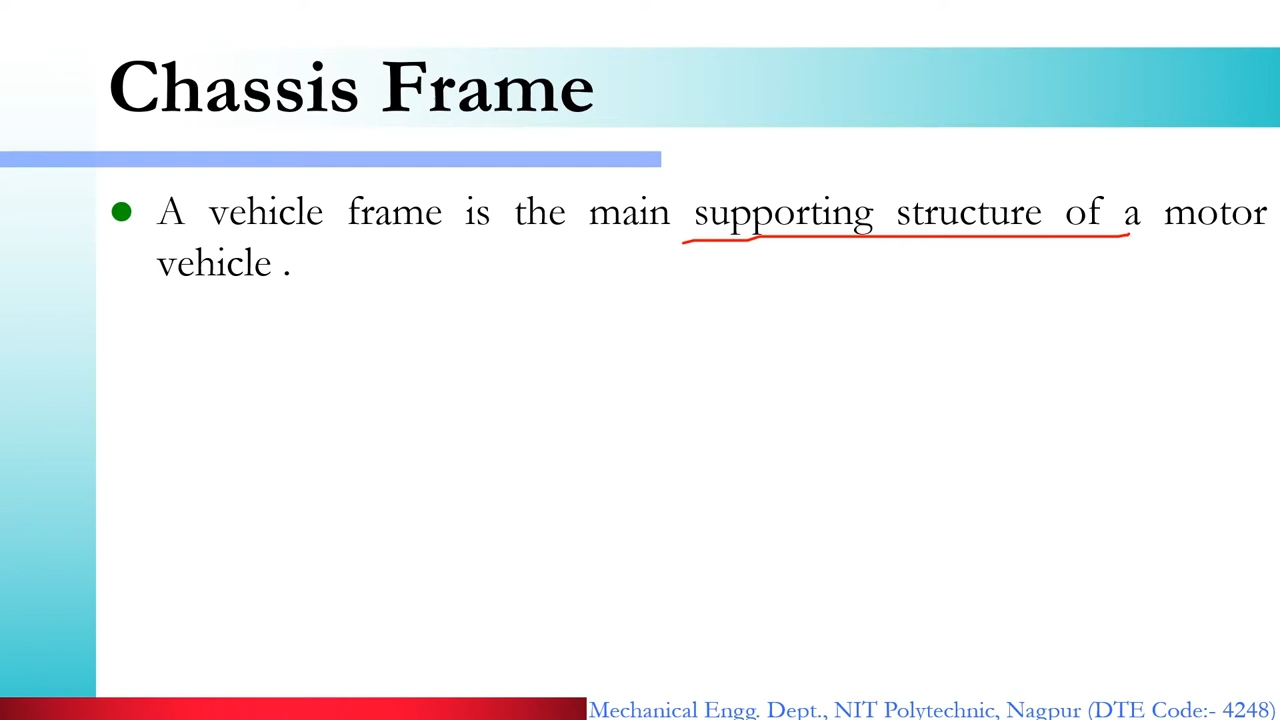 Chassis Frame
A vehicle frame is the main supporting structure of a motor
vehicle .
Mechanical Engg. Dept., NIT Polytechnic, Nagpur (DTE Code:- 4248)